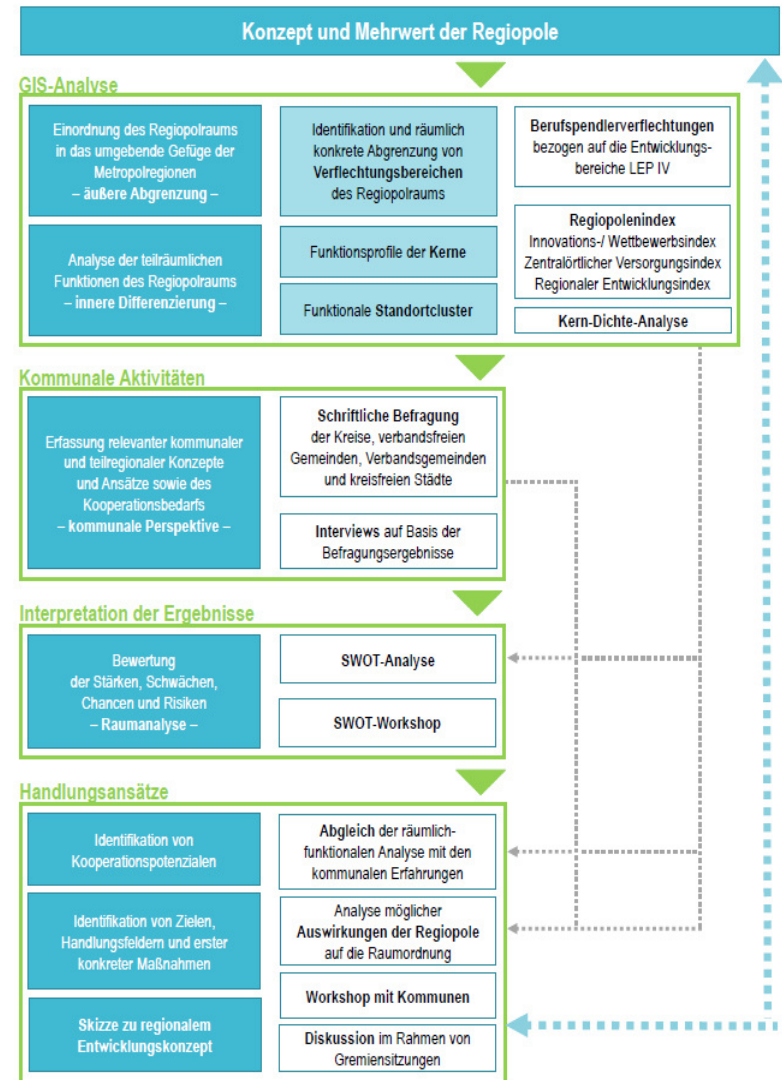 Konzept und Mehrwert der Regiopole
GIS-Analyse
Einordnung des Regiopolraums
in das umgebende Gefüge der
Metropolregionen
– äußere Abgrenzung –
Analyse der teilräumlichen
Funktionen des Regiopolraums
– innere Differenzierung –
Identifikation und räumlich
konkrete Abgrenzung von
Verflechtungsbereichen
des Regiopolraums
Funktionsprofile der Kerne
Funktionale Standortcluster
Berufspendlerverflechtungen
bezogen auf die Entwicklungs-
bereiche LEP IV
Regiopolenindex
Innovations-/ Wettbewerbsindex
Zentralörtlicher Versorgungsindex
Regionaler Entwicklungsindex
Kern-Dichte-Analyse
Kommunale Aktivitäten
Erfassung relevanter kommunaler
und teilregionaler Konzepte
und Ansätze sowie des
Kooperationsbedarfs
– kommunale Perspektive –
Schriftliche Befragung
der Kreise, verbandsfreien
Gemeinden, Verbandsgemeinden
und kreisfreien Städte
Interviews auf Basis der
Befragungsergebnisse
Interpretation der Ergebnisse
Bewertung
der Stärken, Schwächen,
Chancen und Risiken
– Raumanalyse –
SWOT-Analyse
SWOT-Workshop
Handlungsansätze
Identifikation von
Kooperationspotenzialen
Identifikation von Zielen,
Handlungsfeldern und erster
konkreter Maßnahmen
Skizze zu regionalem
Entwicklungskonzept
Abgleich der räumlich-
funktionalen Analyse mit den
kommunalen Erfahrungen
Analyse möglicher
Auswirkungen der Regiopole
auf die Raumordnung
Workshop mit Kommunen
Diskussion im Rahmen von
Gremiensitzungen